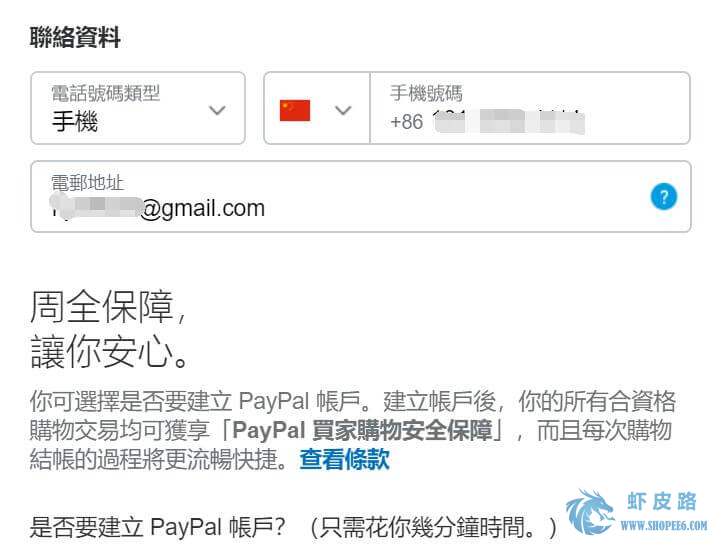 聯絡資料
電話號碼類型
手機
手機號碼
+86
電郵地址
@gmail.com
?
周全保障，
讓你安心。
你可選擇是否要建立 PayPal 帳戶。建立帳戶後，你的所有合資格
購物交易均可獲享「PayPal 買家購物安全保障」，而且每次購物
結帳的過程將更流暢快捷。查看條款
是否要建立 PayPal 帳戶？（只需花你幾分鐘時間。）
虾皮路
WWW.SHOPEE6.COM